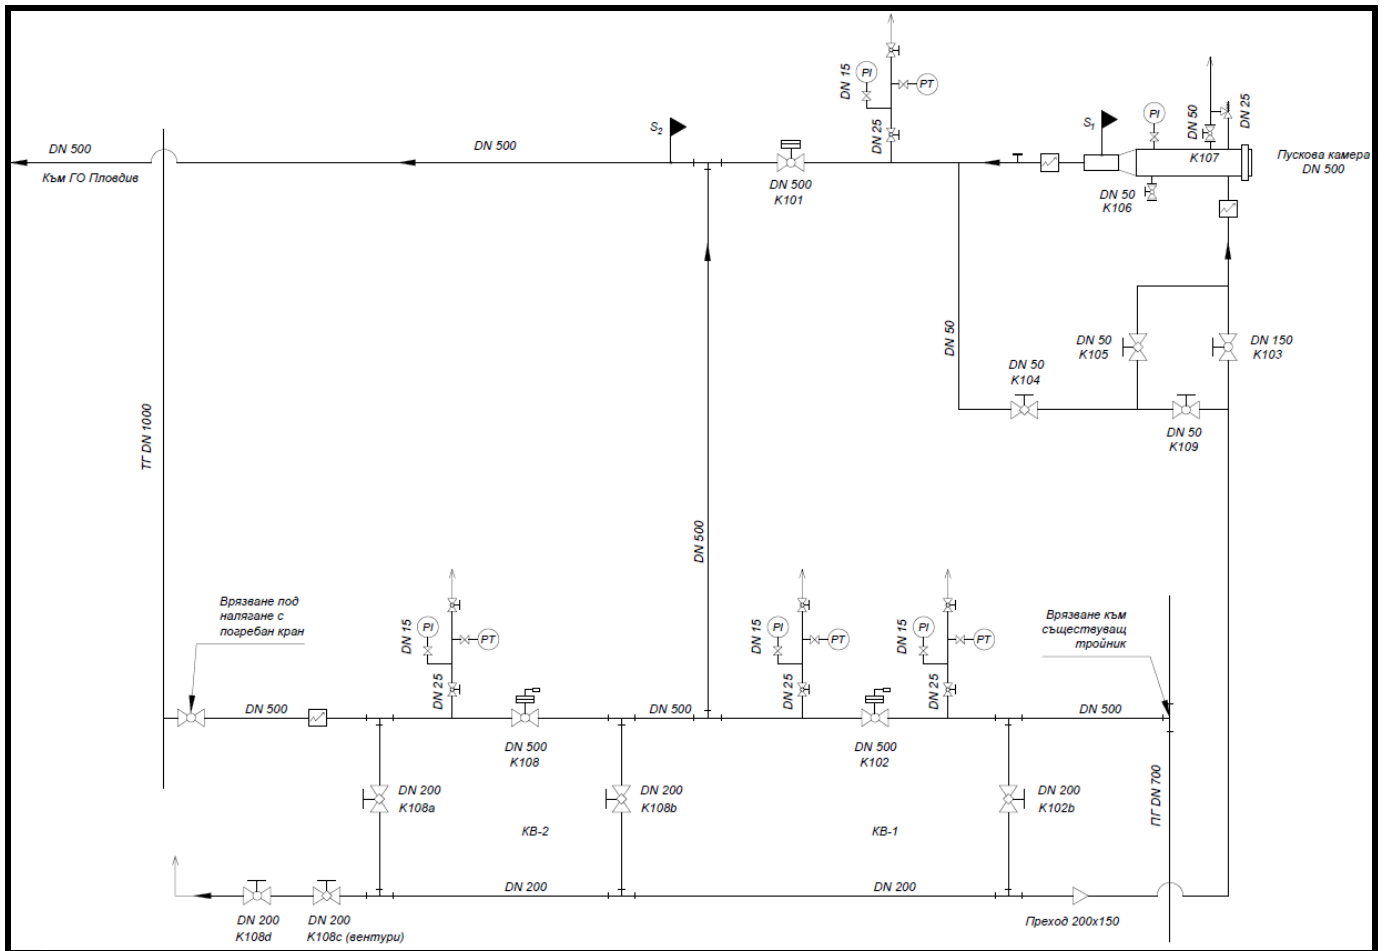 DN 15
PI
PT
DN 25
S2
S1
PI
DN 50
DN 25
K107
DN 500
Към ГО Пловдив
DN 500
DN 500
K101
DN 50
K106
Пускова камера
DN 500
ТГ DN 1000
DN 50
DN 50
K105
DN 150
K103
DN 50
K104
DN 50
K109
DN 500
Врязване под
налягане с
погребан кран
DN 15
PI
PT
DN 25
DN 15
PI
PT
DN 25
DN 15
PI
PT
DN 25
Врязване към
съществуващ
тройник
DN 500
DN 500
K108
DN 500
DN 500
K102
DN 500
DN 200
K108a
DN 200
K108b
DN 200
K102b
КВ-2
КВ-1
ПГ DN 700
DN 200
DN 200
DN 200
K108d
DN 200
K108c (вентури)
Преход 200x150